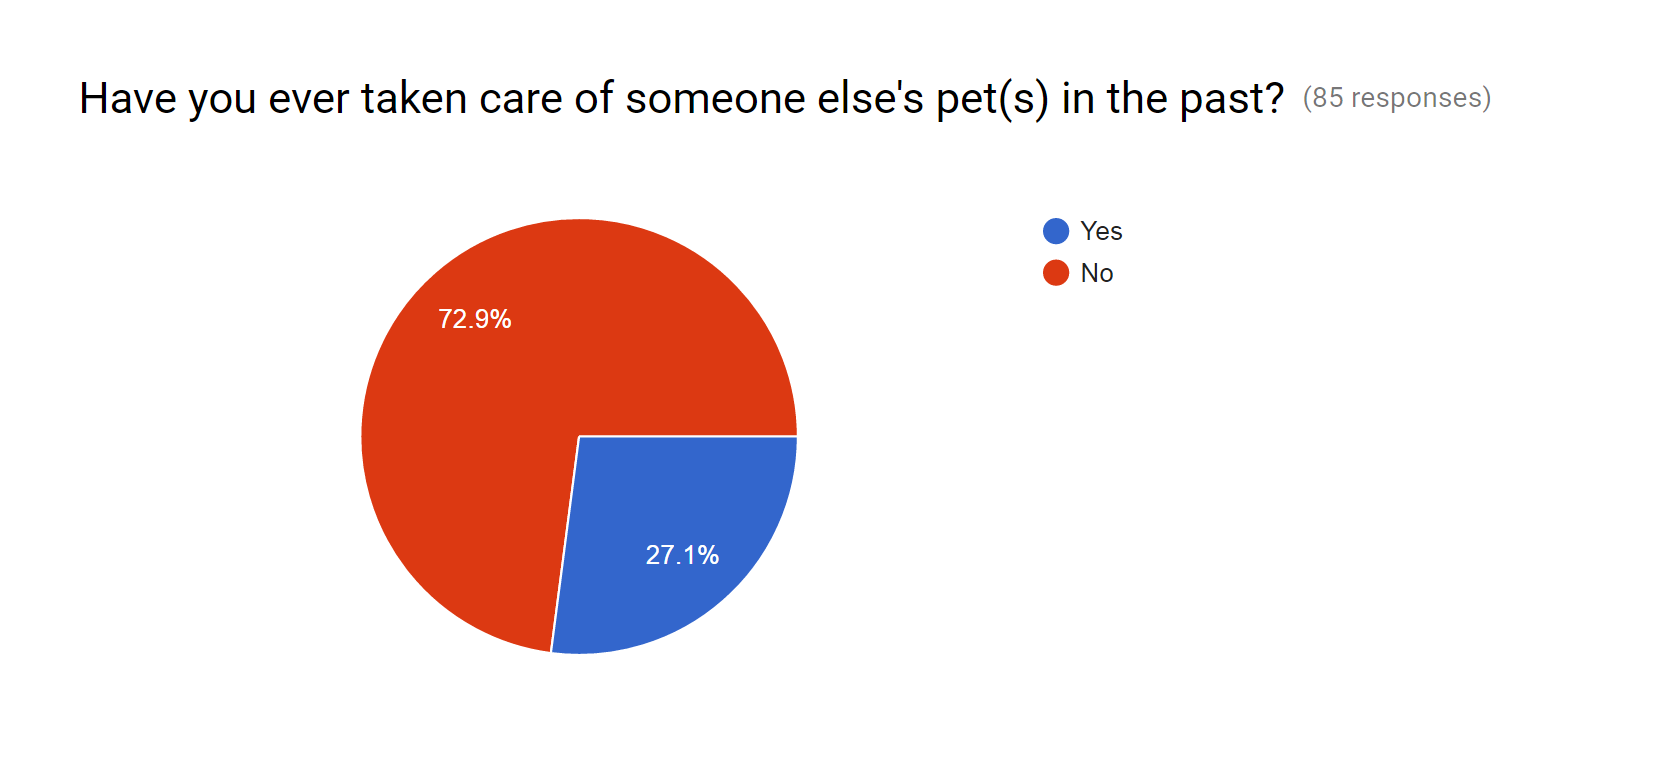 Have you ever taken care of someone else's pet(s) in the past? (85 responses)
Yes
No
72.9%
27.1%